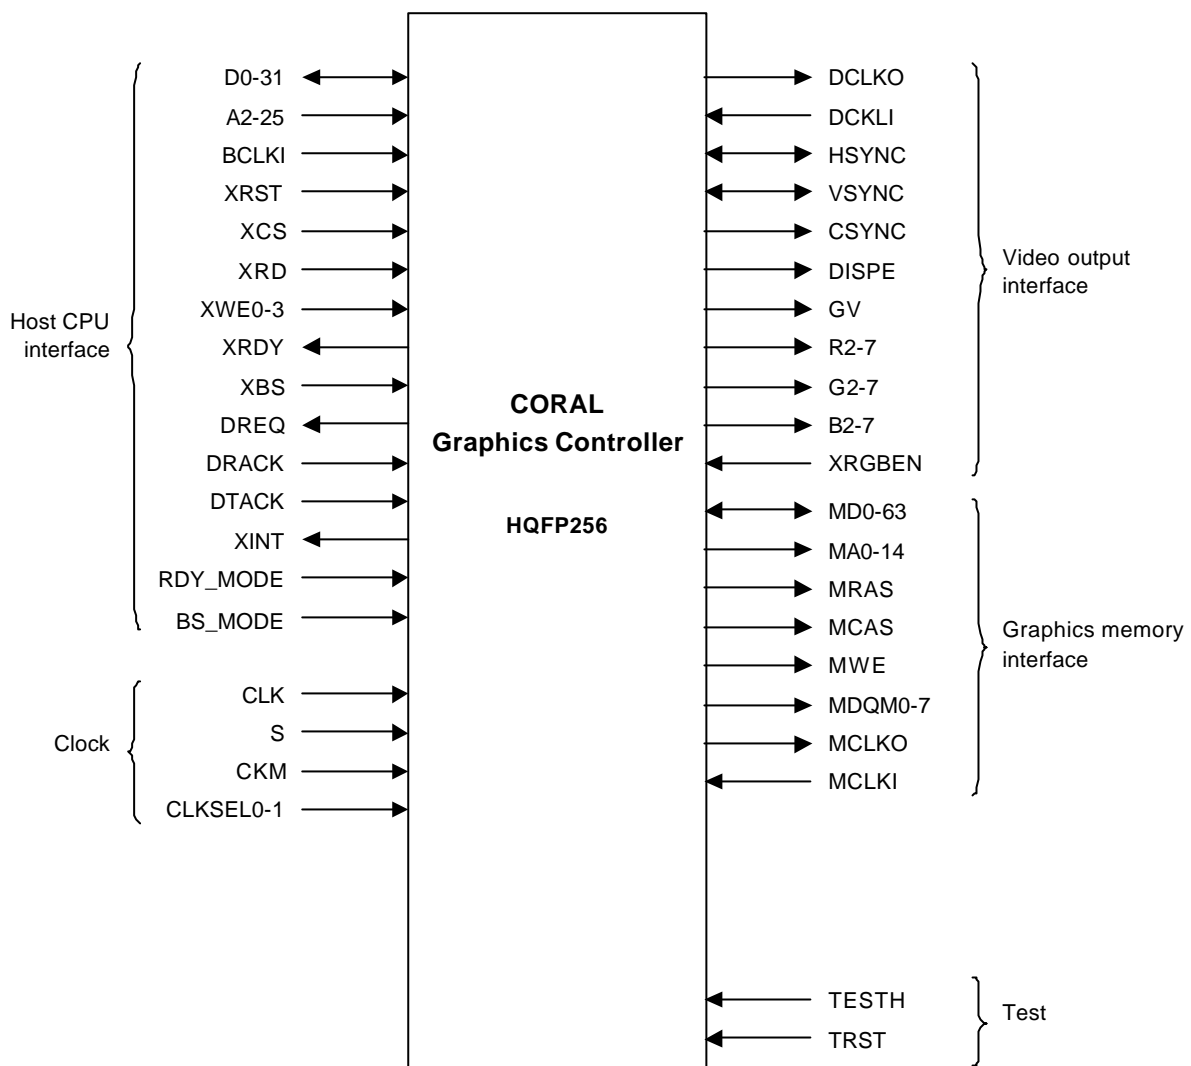 Host CPU
interface
D0-31
A2-25
BCLKI
XRST
XCS
XRD
XWE0-3
XRDY
XBS
DREQ
DRACK
DTACK
XINT
RDY_MODE
BS_MODE
Clock
CLK
S
CKM
CLKSEL0-1
CORAL
Graphics Controller
HQFP256
DCLKO
DCKLI
HSYNC
VSYNC
CSYNC
DISPE
GV
R2-7
G2-7
B2-7
XRGBEN
Video output
interface
MD0-63
MA0-14
MRAS
MCAS
MWE
MDQM0-7
MCLKO
MCLKI
Graphics memory
interface
TESTH
TRST
Test